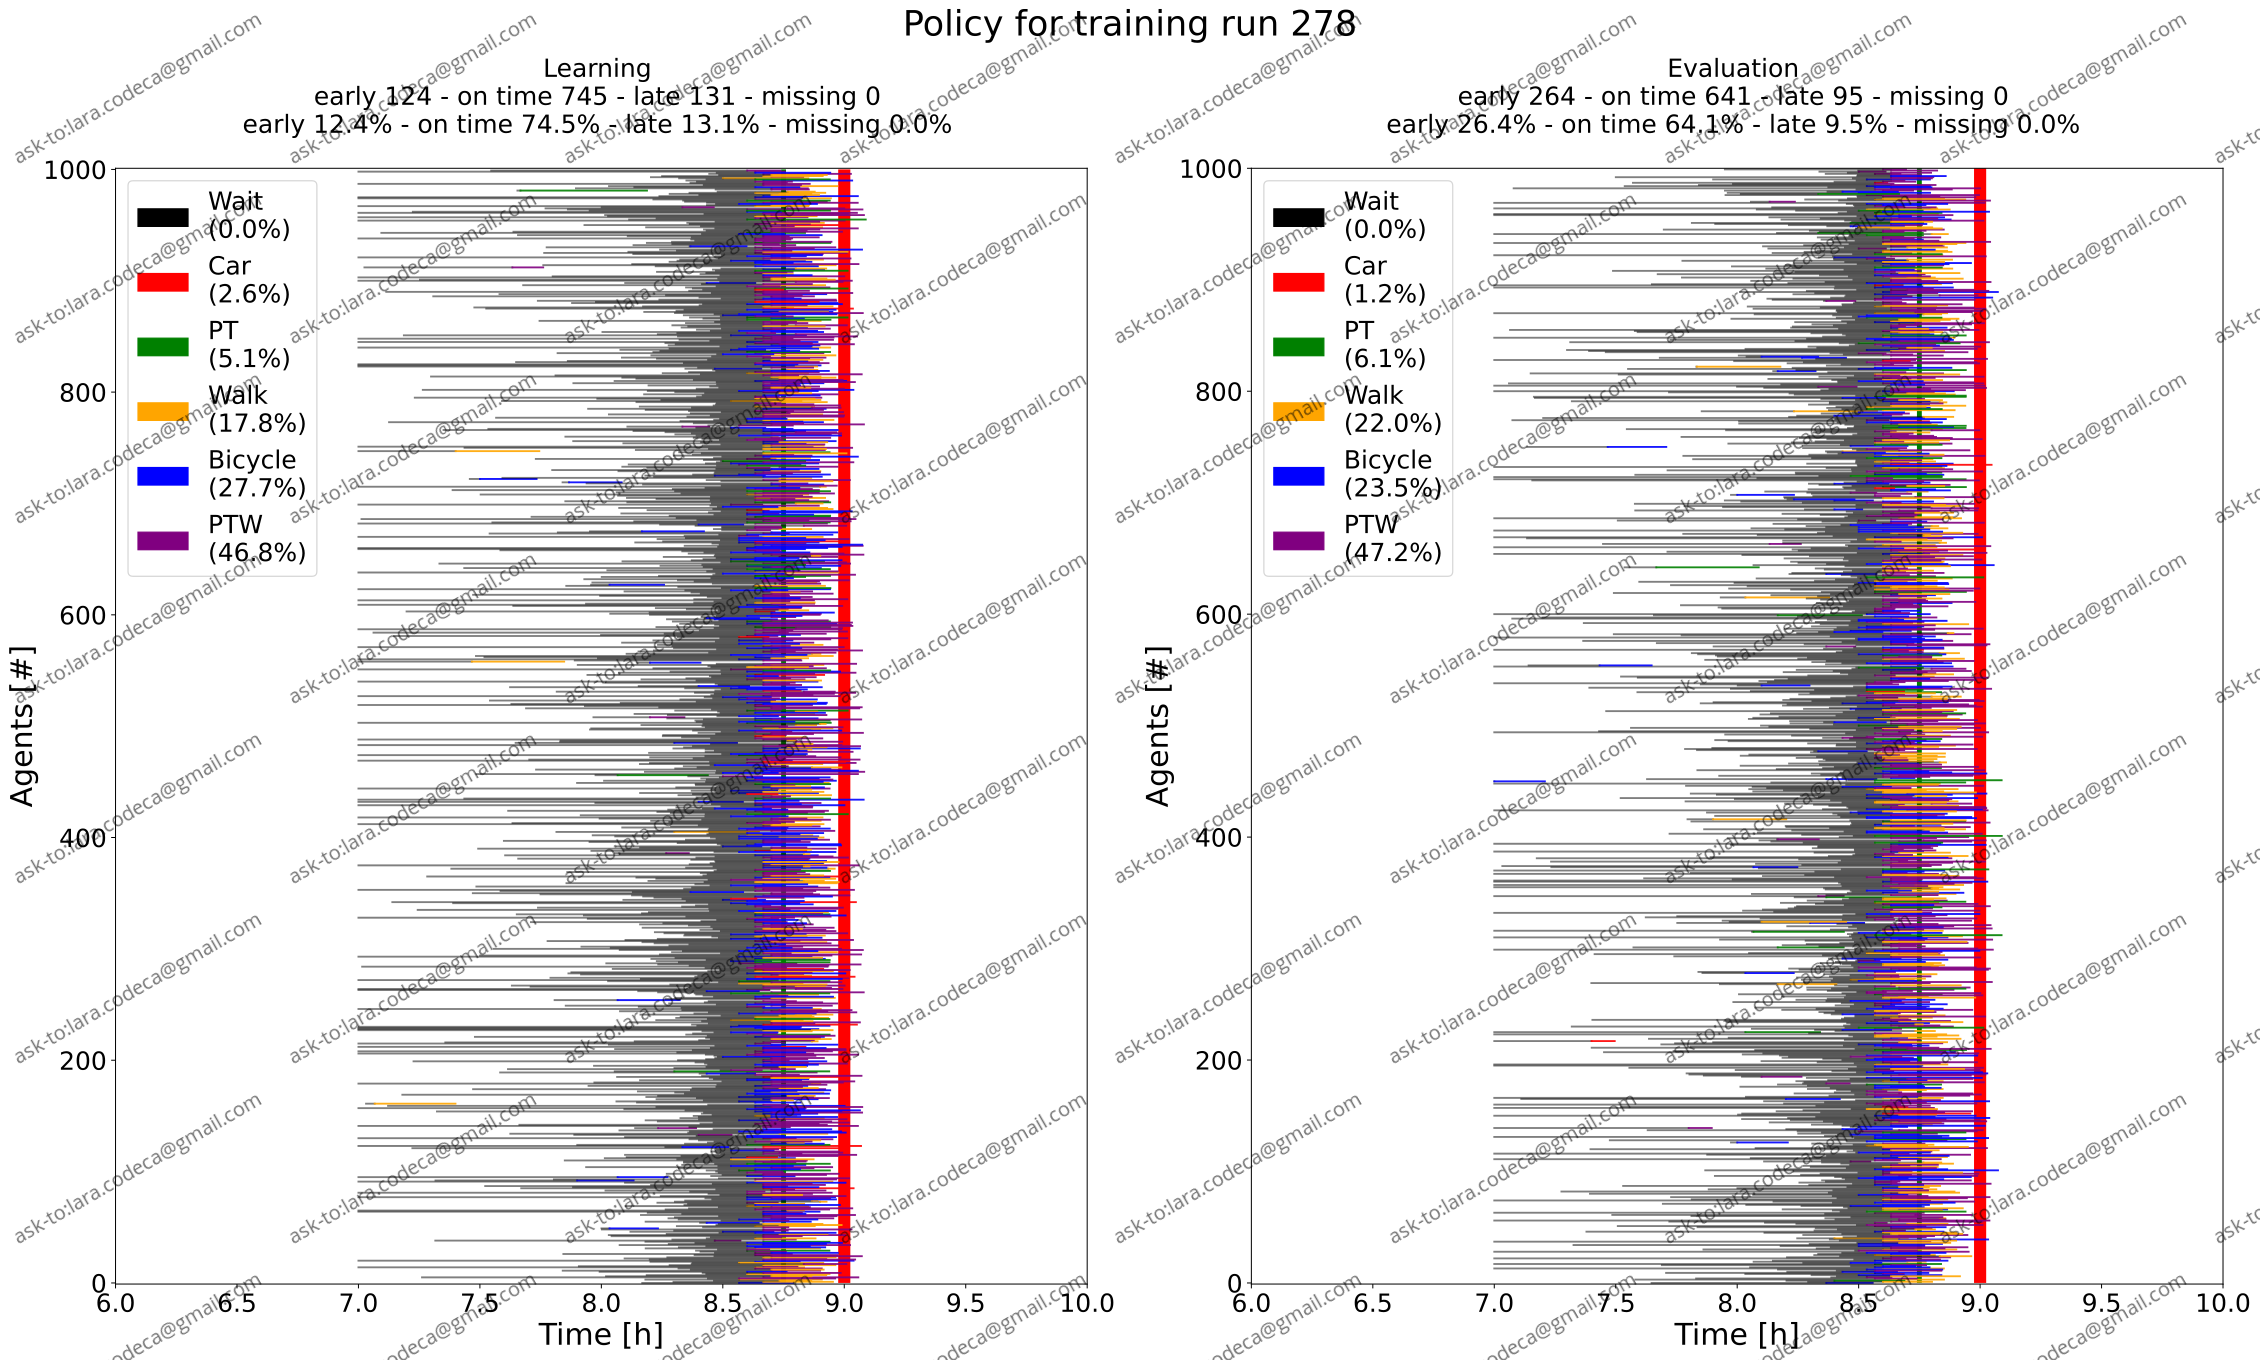 Policy for training run 278
Learning
early 124 - on time 745 - late 131 - missing 0
early 12.4% - on time 74.5% - late 13.1% - missing 0.0%
Wait
(0.0%)
Car
(2.6%)
PT
(5.1%)
Walk
(17.8%)
Bicycle
(27.7%)
PTW
(46.8%)
Agents [#]
1000
800
600
400
200
0
6.0 6.5 7.0 7.5 8.0 8.5 9.0 9.5 10.0
Time [h]
Evaluation
early 264 - on time 641 - late 95 - missing 0
early 26.4% - on time 64.1% - late 9.5% - missing 0.0%
Wait
(0.0%)
Car
(1.2%)
PT
(6.1%)
Walk
(22.0%)
Bicycle
(23.5%)
PTW
(47.2%)
Agents [#]
1000
800
600
400
200
0
6.0 6.5 7.0 7.5 8.0 8.5 9.0 9.5 10.0
Time [h]
ask-to:lara.codeca@gmail.com